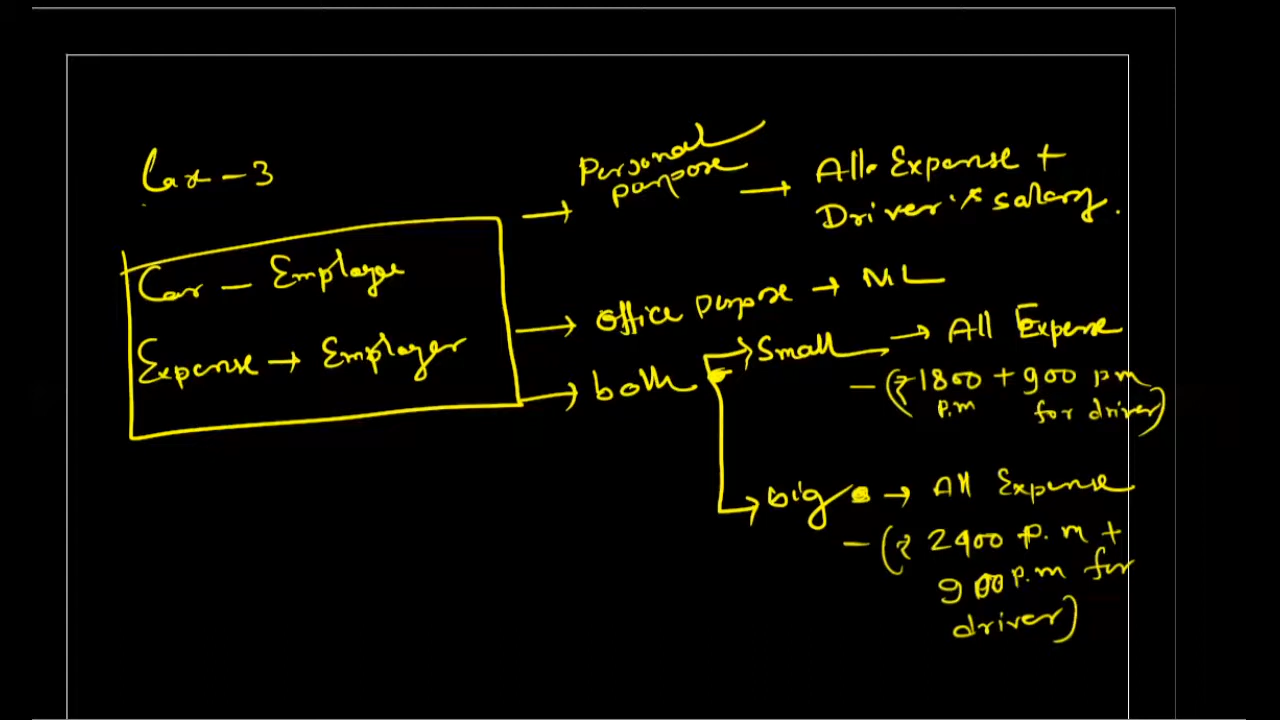 Case - 3
Personal
purpose → All Expense +
Driver's salary.
Car - Employee
Expense → Employer
→ office purpose → NIL
→ both
→ Small → All Expense
- (₹1800 + 900 p m
p.m for driver)
→ big → All Expense
- (₹ 2400 p.m +
900 p.m for
driver)